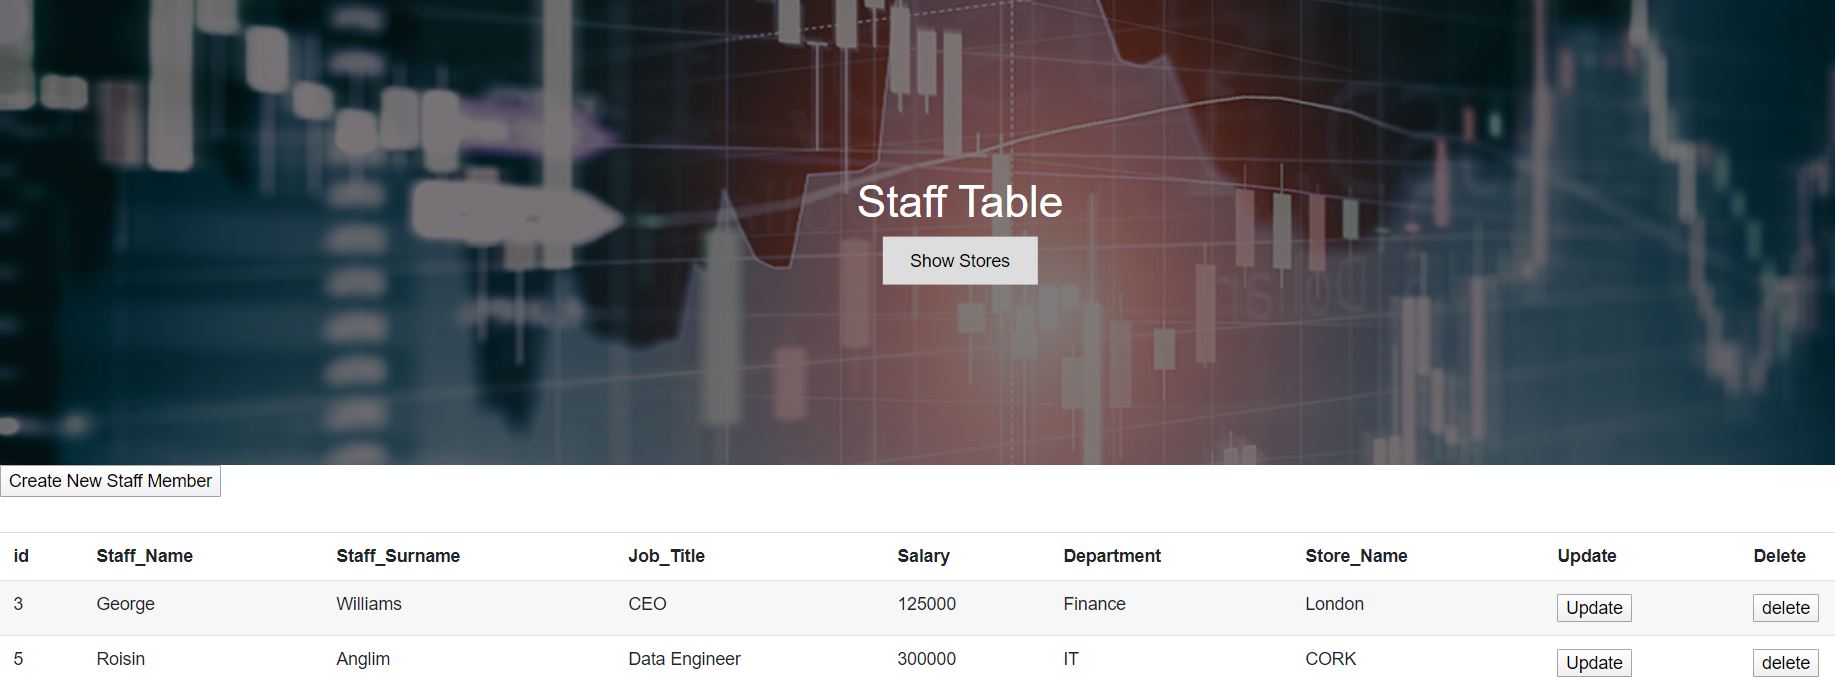 Staff Table
Show Stores
Create New Staff Member
id Staff_Name Staff_Surname Job_Title Salary Department Store_Name Update Delete
3 George Williams CEO 125000 Finance London Update delete
5 Roisin Anglim Data Engineer 300000 IT CORK Update delete